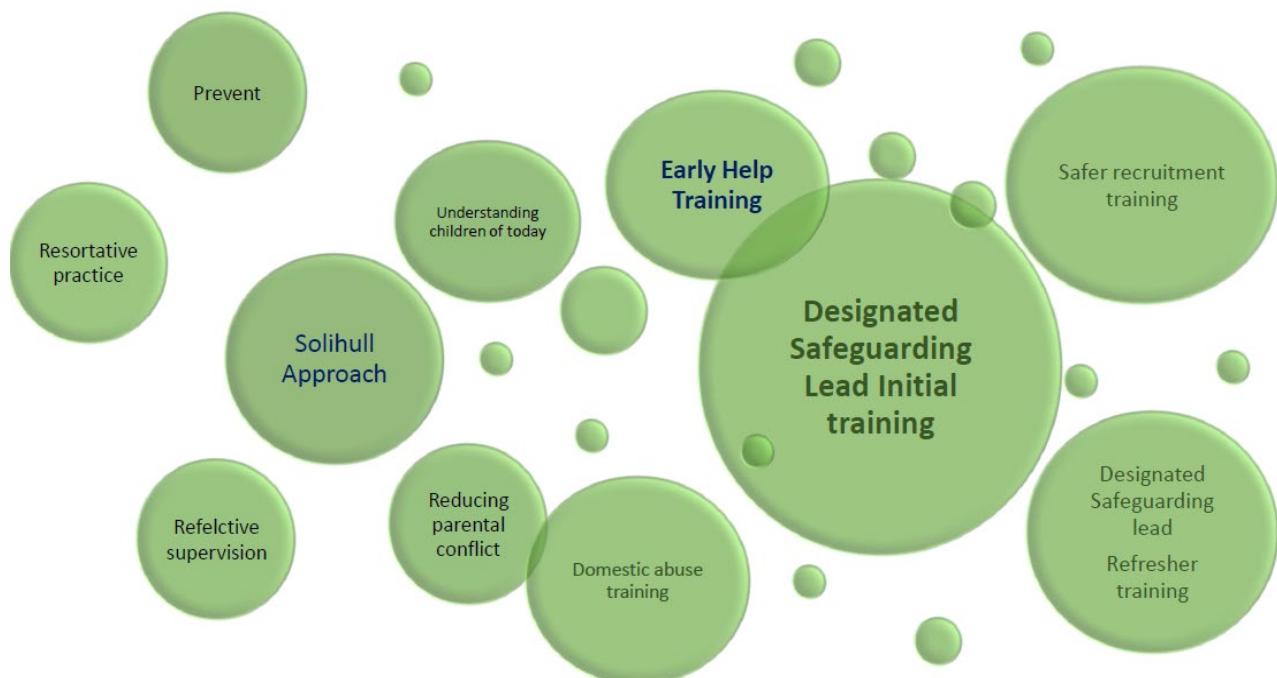 Prevent
Early Help
Training
Safer recruitment
training
Understanding
children of today
Resortative
practice
Solihull
Approach
Designated
Safeguarding
Lead Initial
training
Reducing
parental
conflict
Refelctive
supervision
Domestic abuse
training
Designated
Safeguarding
lead
Refresher
training